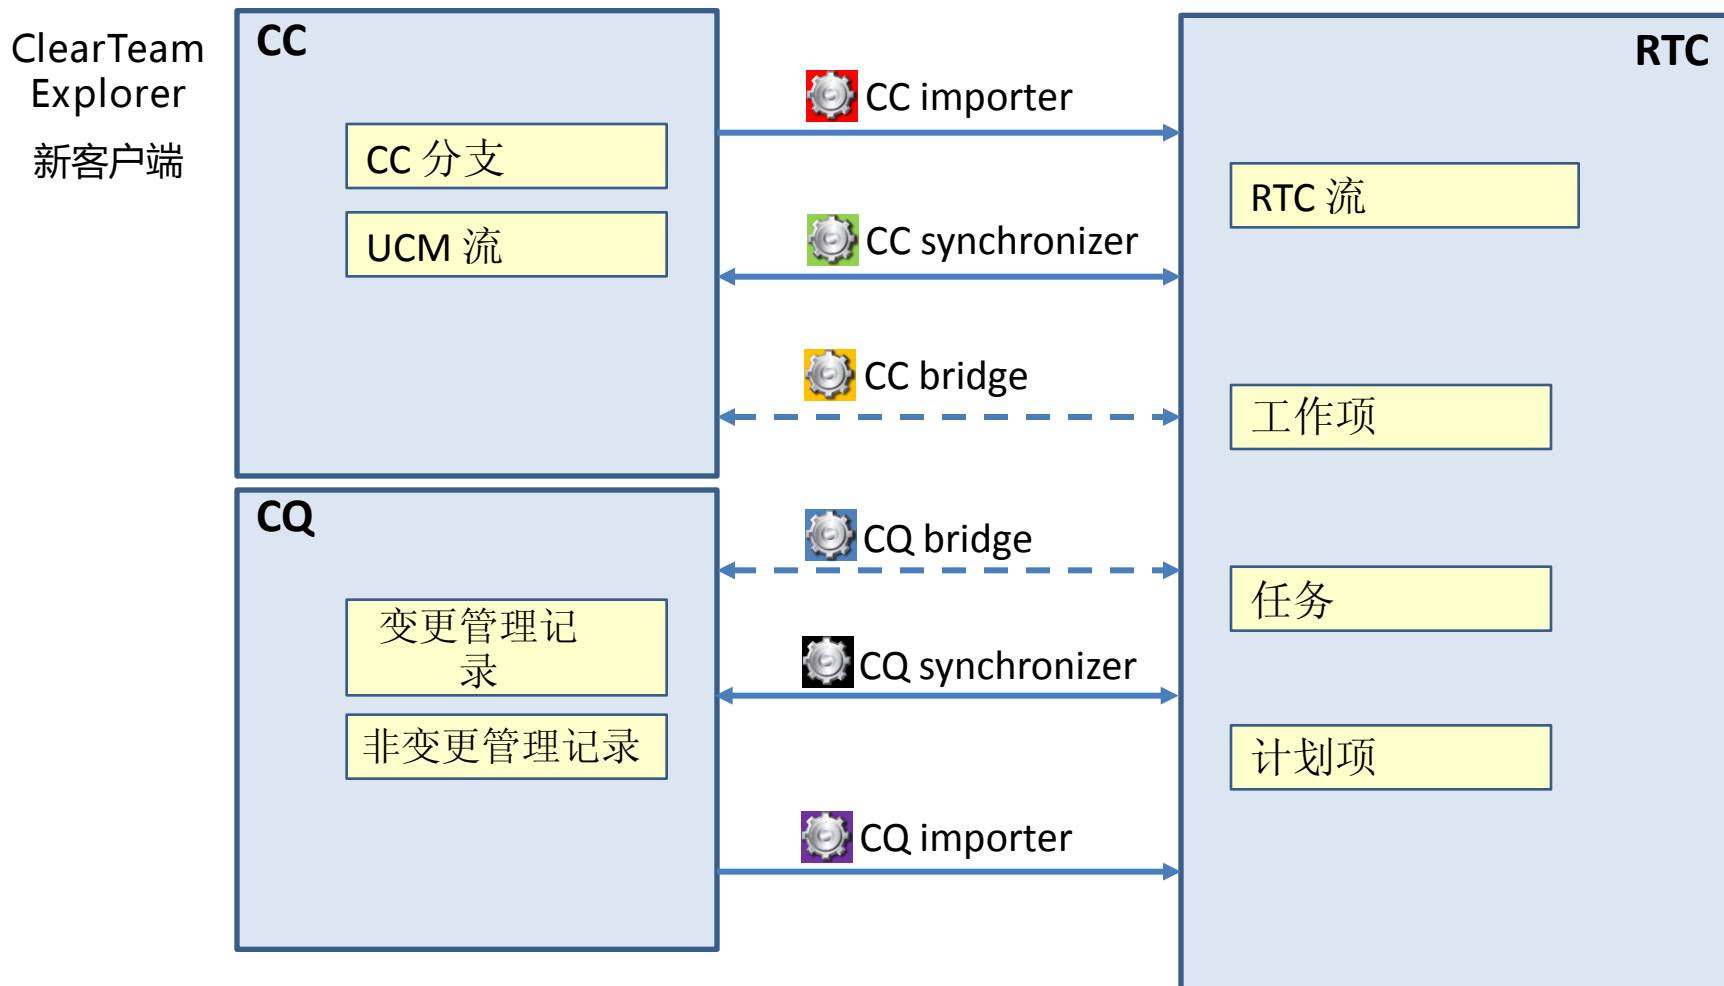 ClearTeam
Explorer
新客户端
CC
CC 分支
UCM 流
CC importer
CC synchronizer
CC bridge
CQ
变更管理记
录
非变更管理记录
CQ bridge
CQ synchronizer
CQ importer
RTC
RTC 流
工作项
任务
计划项